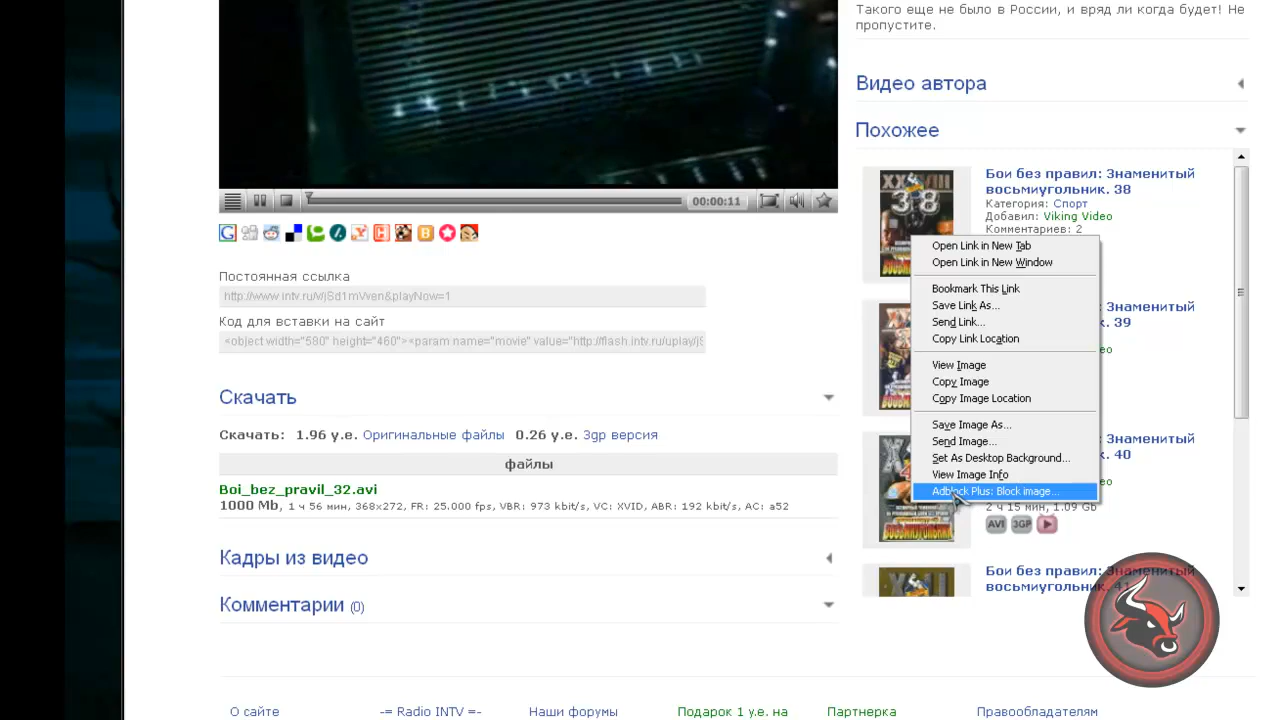 Такого еще не было в России, и вряд ли когда будет! Не
пропустите.
Видео автора
Похожее
Бои без правил: Знаменитый
восьмиугольник. 38
Категория: Спорт
Добавил: Viking Video
Комментариев: 2
00:00:11
Постоянная ссылка
Код для вставки на сайт
<object width="580" height="460"><param name="movie" value="http://flash.intv.ru/uplay/j
Скачать
Скачать: 1.96 у.е. Оригинальные файлы 0.26 у.е. 3gp версия
файлы
Boi_bez_pravil_32.avi
1000 Mb, 1 ч 56 мин, 368x272, FR: 25.000 fps, VBR: 973 kbit/s, VC: XVID, ABR: 192 kbit/s, AC: a52
Кадры из видео
Комментарии (0)
Open Link in New Tab
Open Link in New Window
Bookmark This Link
Save Link As...
Send Link...
Copy Link Location
View Image
Copy Image
Copy Image Location
Save Image As...
Send Image...
Set As Desktop Background...
View Image Info
Adblock Plus: Block image...
Знаменитый
39
Знаменитый
40
2 ч 15 мин, 1.09 Gb
AVI 3GP
Бои без правил: Знаменитый
восьмиугольник. 41
О сайте
-= Radio INTV =-
Наши форумы
Подарок 1 у.е. на
Партнерка
Правообладателям